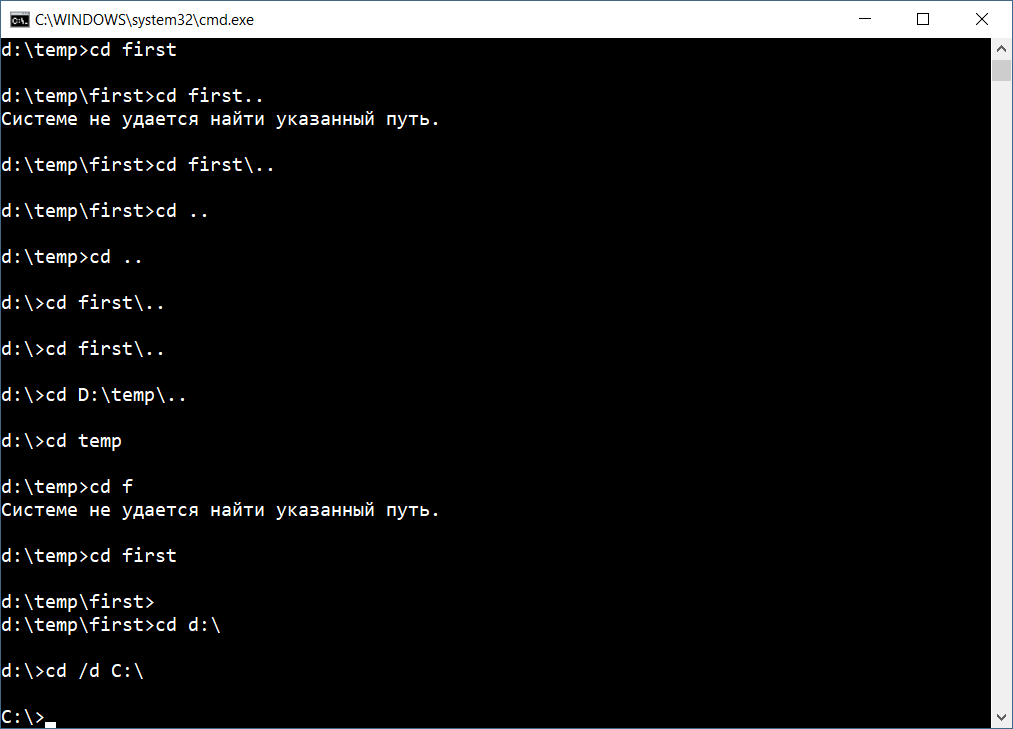 C:\WINDOWS\system32\cmd.exe
d:\temp>cd first
d:\temp\first>cd first..
Системе не удается найти указанный путь.
d:\temp\first>cd first\..
d:\temp\first>cd ..
d:\temp>cd ..
d:\>cd first\..
d:\>cd first\..
d:\>cd D:\temp\..
d:\>cd temp
d:\temp>cd f
Системе не удается найти указанный путь.
d:\temp>cd first
d:\temp\first>
d:\temp\first>cd d:\
d:\>cd /d C:\
C:\>